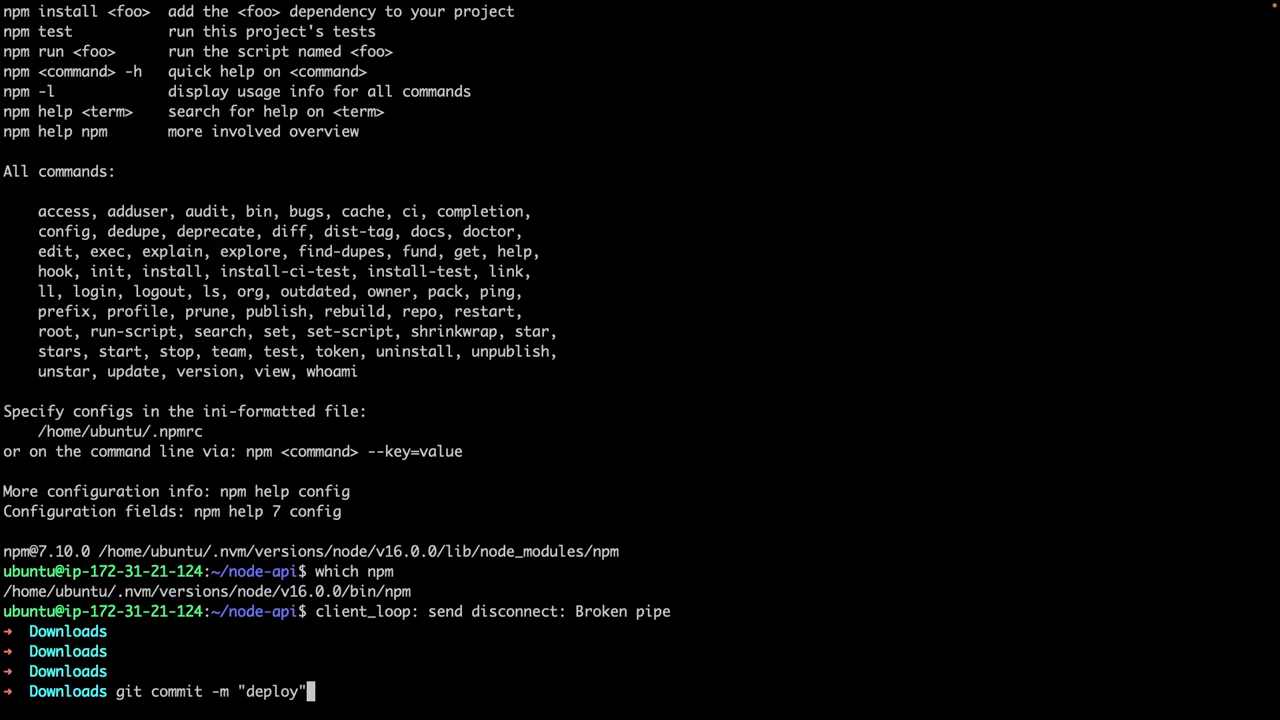 npm install <foo> add the <foo> dependency to your project
npm test run this project's tests
npm run <foo> run the script named <foo>
npm <command> -h quick help on <command>
npm -l display usage info for all commands
npm help <term> search for help on <term>
npm help npm more involved overview
All commands:
access, adduser, audit, bin, bugs, cache, ci, completion,
config, dedupe, deprecate, diff, dist-tag, docs, doctor,
edit, exec, explain, explore, find-dupes, fund, get, help,
hook, init, install, install-ci-test, install-test, link,
ll, login, logout, ls, org, outdated, owner, pack, ping,
prefix, profile, prune, publish, rebuild, repo, restart,
root, run-script, search, set, set-script, shrinkwrap, star,
stars, start, stop, team, test, token, uninstall, unpublish,
unstar, update, version, view, whoami
Specify configs in the ini-formatted file:
/home/ubuntu/.npmrc
or on the command line via: npm <command> --key=value
More configuration info: npm help config
Configuration fields: npm help 7 config
npm@7.10.0 /home/ubuntu/.nvm/versions/node/v16.0.0/lib/node_modules/npm
ubuntu@ip-172-31-21-124:~/node-api$ which npm
/home/ubuntu/.nvm/versions/node/v16.0.0/bin/npm
ubuntu@ip-172-31-21-124:~/node-api$ client_loop: send disconnect: Broken pipe
→ Downloads
→ Downloads
→ Downloads
→ Downloads git commit -m "deploy"